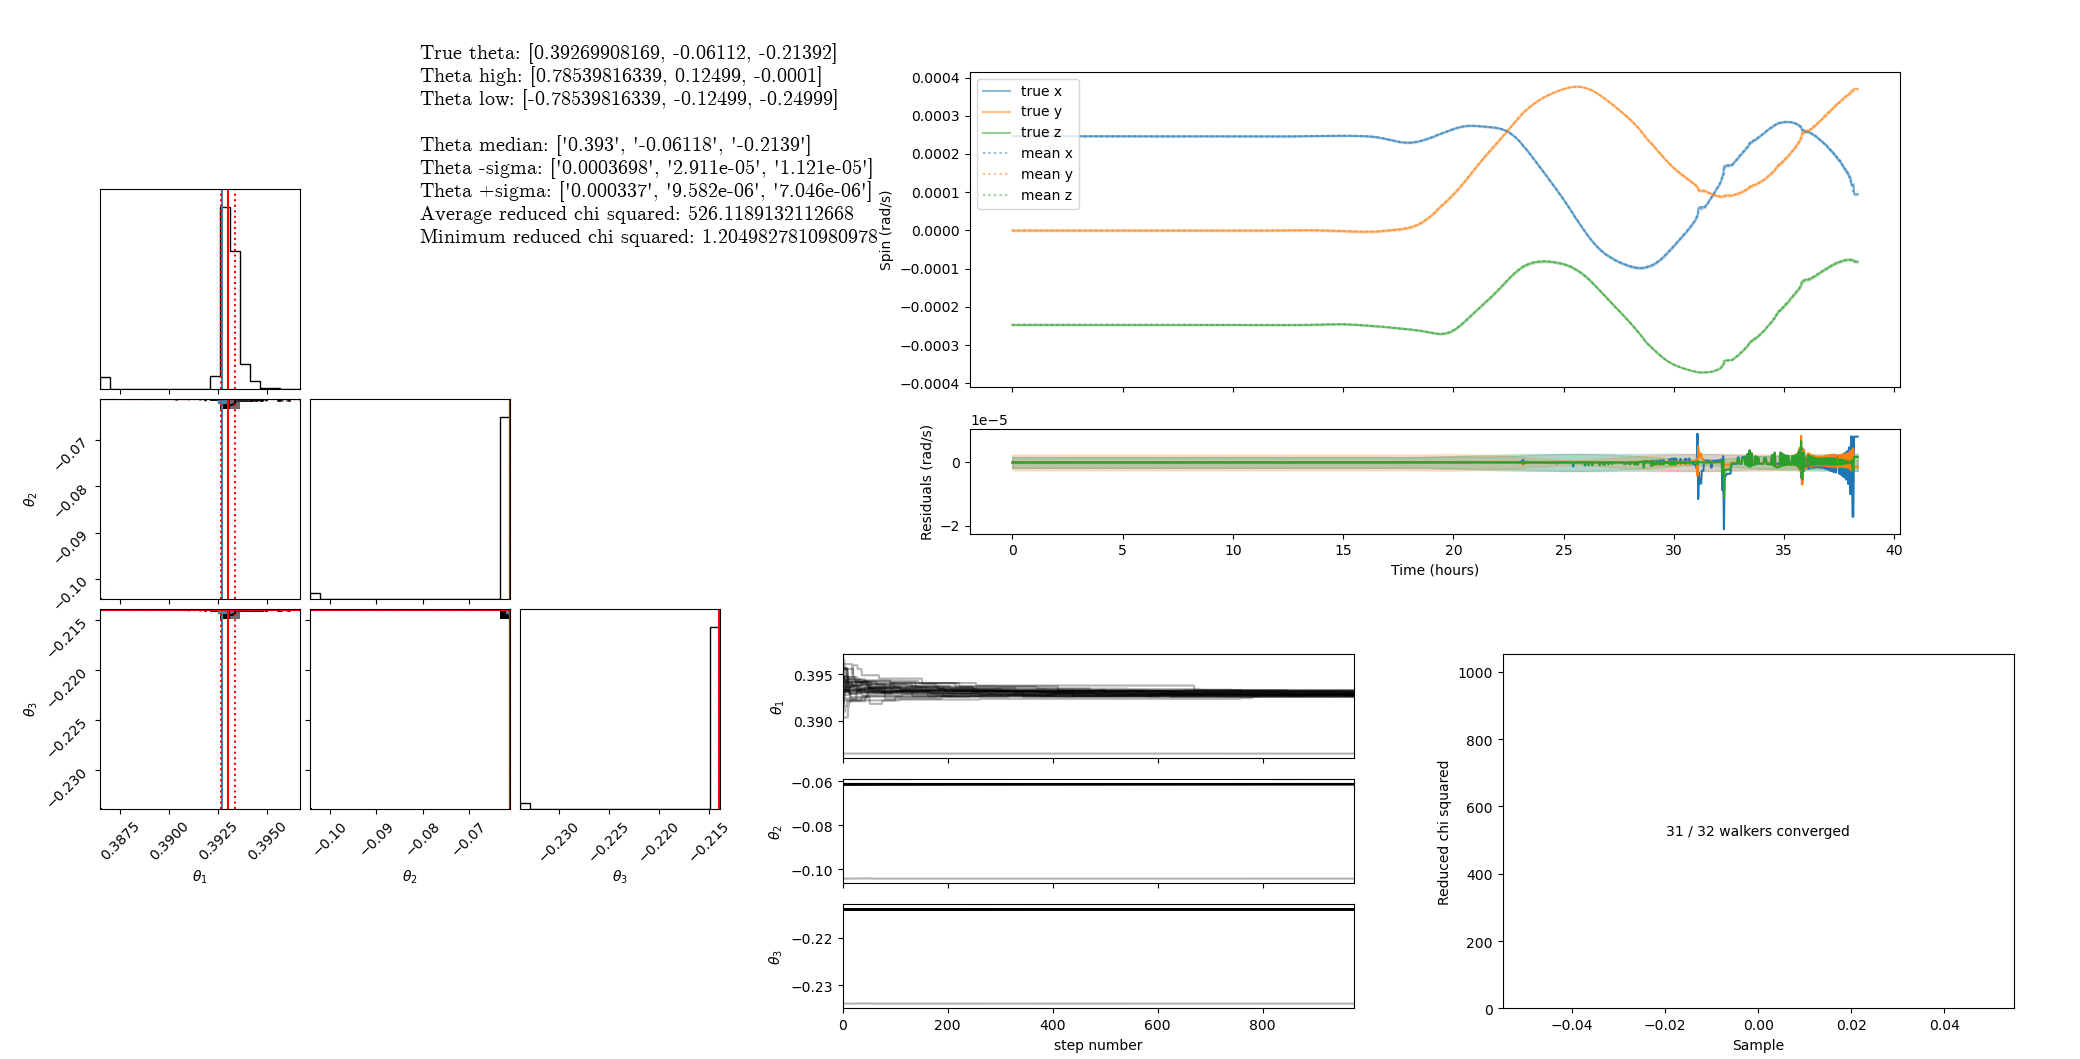 True theta: [0.39269908169, -0.06112, -0.21392]
Theta high: [0.78539816339, 0.12499, -0.0001]
Theta low: [-0.78539816339, -0.12499, -0.24999]
Theta median: ['0.393', '-0.06118', '-0.2139']
Theta -sigma: ['0.0003698', '2.911e-05', '1.121e-05']
Theta +sigma: ['0.000337', '9.582e-06', '7.046e-06']
Average reduced chi squared: 526.1189132112668
Minimum reduced chi squared: 1.2049827810980978
0.0004
0.0003
0.0002
0.0001
0.0000
−0.0001
−0.0002
−0.0003
−0.0004
Spin (rad/s)
true x
true y
true z
mean x
mean y
mean z
1e−5
0
−2
Residuals (rad/s)
0 5 10 15 20 25 30 35 40
Time (hours)
−0.07
−0.08
−0.09
−0.10
θ2
−0.215
−0.220
−0.225
−0.230
θ3
0.3875 0.3900 0.3925 0.3950
θ1
−0.10 −0.09 −0.08 −0.07
θ2
−0.230 −0.225 −0.220 −0.215
θ3
0.395
0.390
θ1
−0.06
−0.08
−0.10
θ2
−0.22
−0.23
θ3
0 200 400 600 800
step number
1000
800
600
400
200
0
Reduced chi squared
31 / 32 walkers converged
−0.04 −0.02 0.00 0.02 0.04
Sample